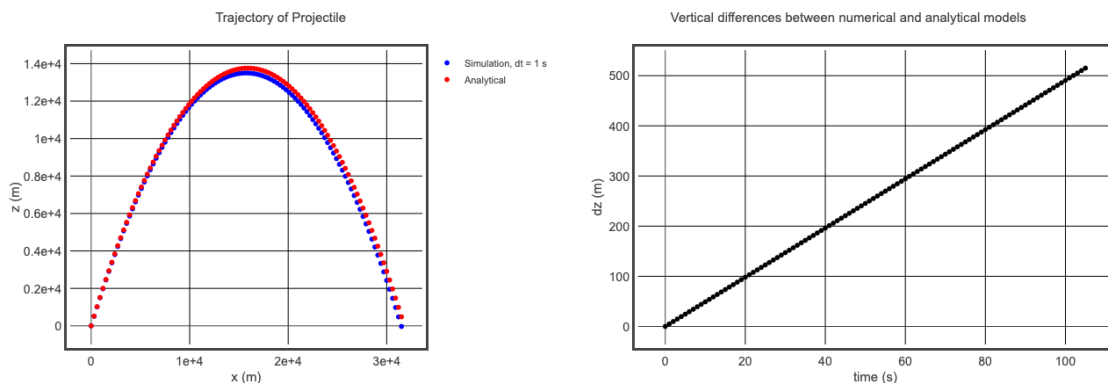 Trajectory of Projectile
1.4e+4
1.2e+4
1e+4
0.8e+4
0.6e+4
0.4e+4
0.2e+4
0
z (m)
0
1e+4
2e+4
3e+4
x (m)
Simulation, dt = 1 s
Analytical
Vertical differences between numerical and analytical models
500
400
300
200
100
0
dz (m)
0
20
40
60
80
100
time (s)